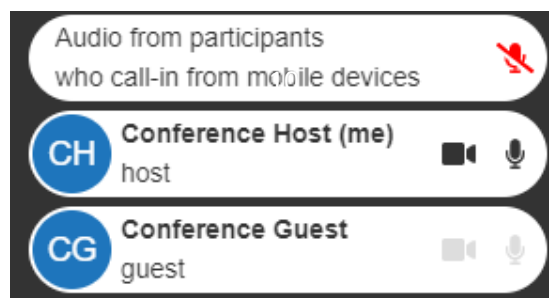 Audio from participants
who call-in from mobile devices
CH
Conference Host (me)
host
CG
Conference Guest
guest